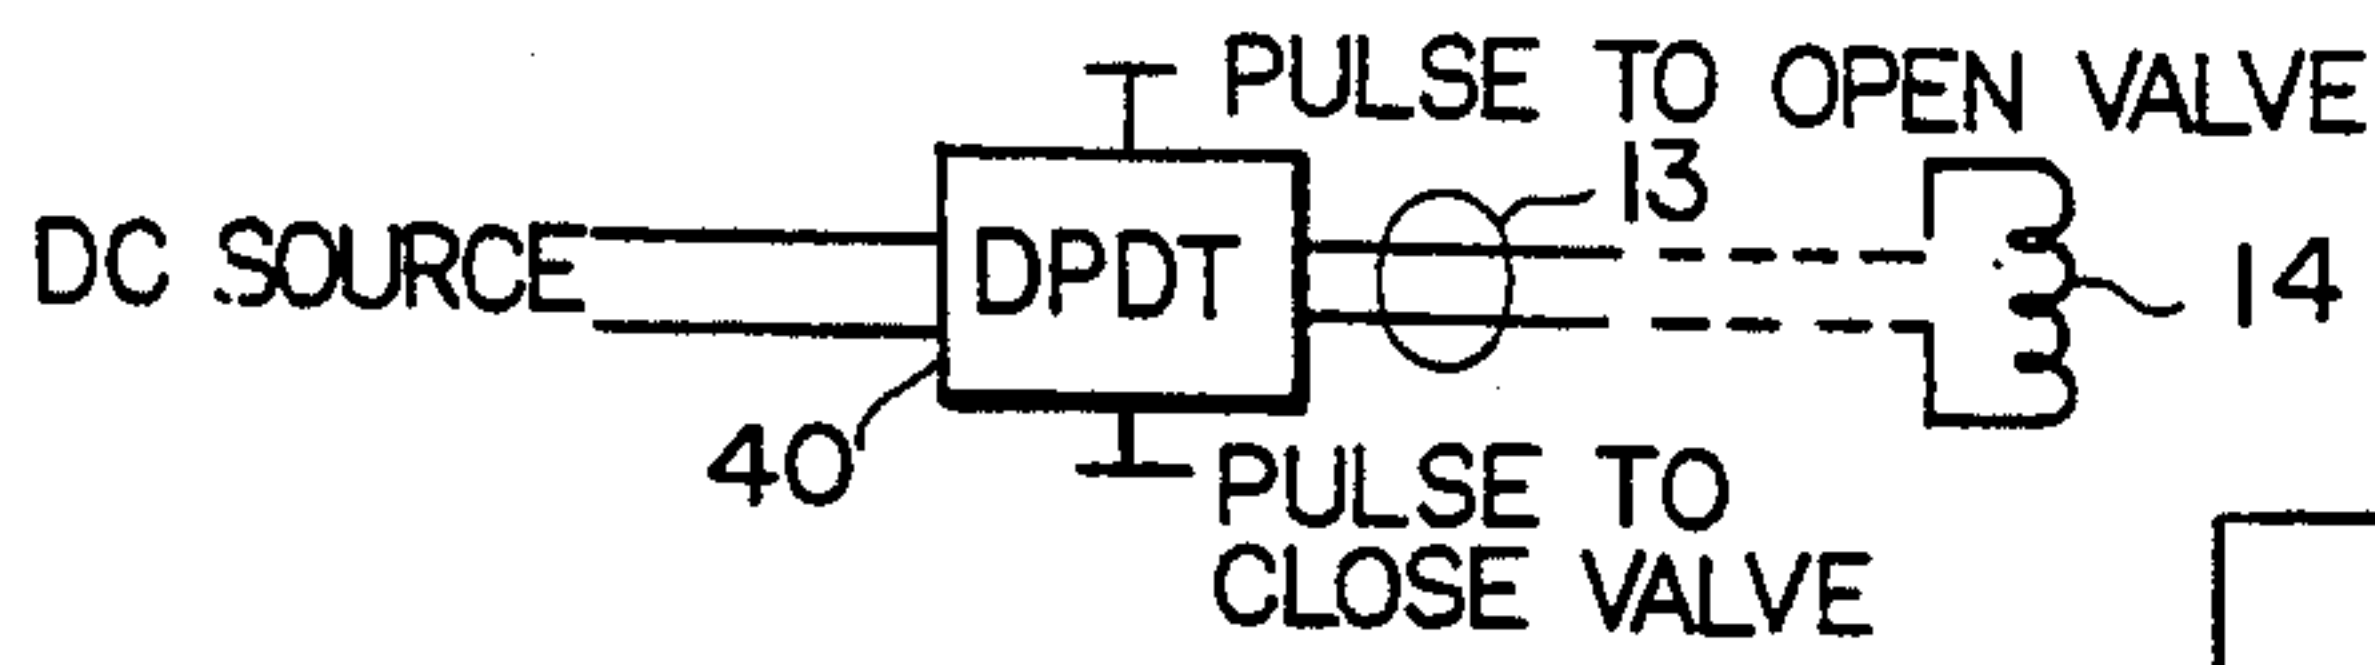 PULSE TO OPEN VALVE
13
DC SOURCE
DPDT
14
40
PULSE TO
CLOSE VALVE